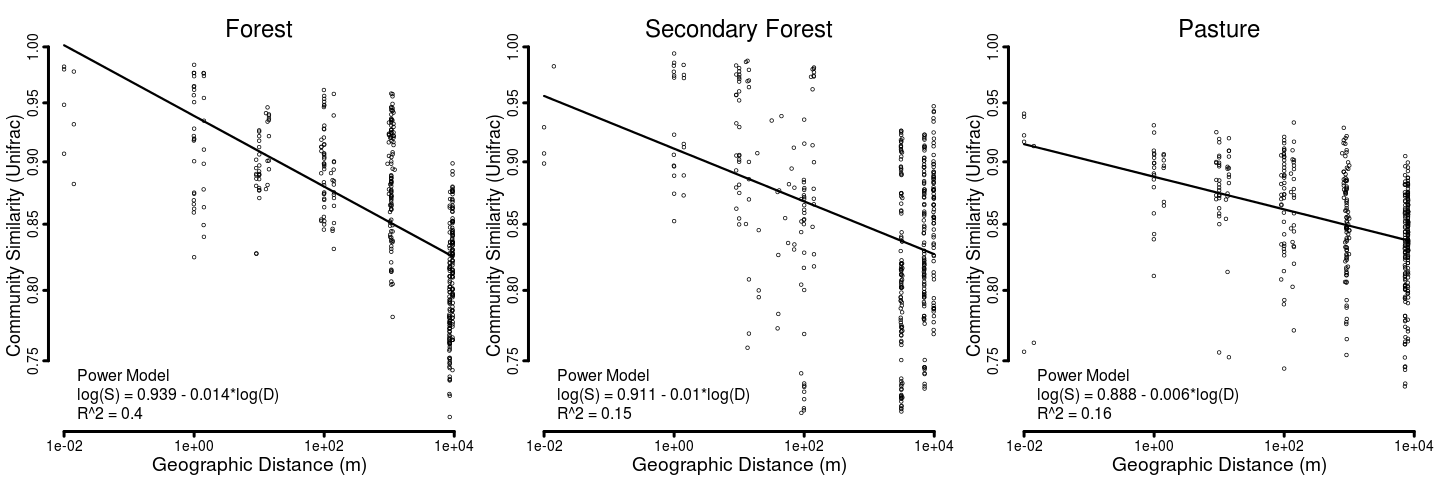 Forest
Community Similarity (Unifrac)
1.00
0.95
0.90
0.85
0.80
0.75
Power Model
log(S) = 0.939 - 0.014*log(D)
R^2 = 0.4
1e-02 1e+00 1e+02 1e+04
Geographic Distance (m)
Secondary Forest
Community Similarity (Unifrac)
1.00
0.95
0.90
0.85
0.80
0.75
Power Model
log(S) = 0.911 - 0.01*log(D)
R^2 = 0.15
1e-02 1e+00 1e+02 1e+04
Geographic Distance (m)
Pasture
Community Similarity (Unifrac)
1.00
0.95
0.90
0.85
0.80
0.75
Power Model
log(S) = 0.888 - 0.006*log(D)
R^2 = 0.16
1e-02 1e+00 1e+02 1e+04
Geographic Distance (m)